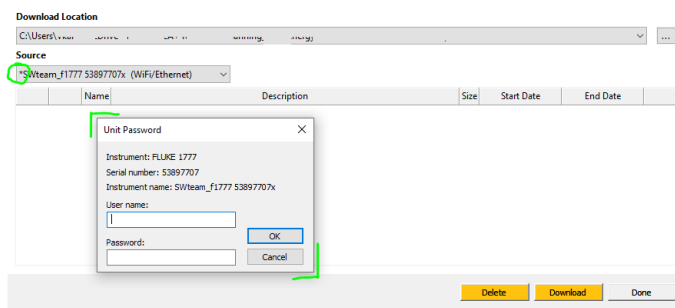 Download Location
C:\Users\
...
Source
*SWteam_f1777 53897707x (WiFi/Ethernet)
Name Description Size Start Date End Date
Unit Password
Instrument: FLUKE 1777
Serial number: 53897707
Instrument name: SWteam_f1777 53897707x
User name:
OK
Password:
Cancel
Delete Download Done